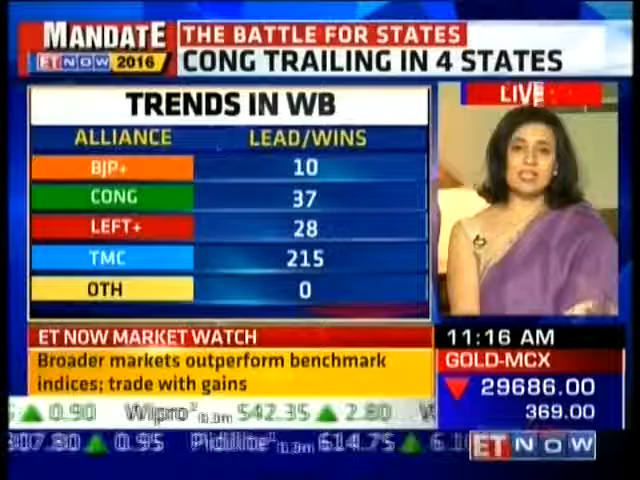 MANDATE
ET NOW 2016
THE BATTLE FOR STATES
CONG TRAILING IN 4 STATES
TRENDS IN WB
ALLIANCE LEAD/WINS
BJP+ 10
CONG 37
LEFT+ 28
TMC 215
OTH 0
LIVE
ET NOW MARKET WATCH
Broader markets outperform benchmark
indices; trade with gains
11:16 AM
GOLD-MCX
29686.00
369.00
0.90 Wipro 542.35 2.80
307.80 0.95 Pidilite 614.75
ET NOW